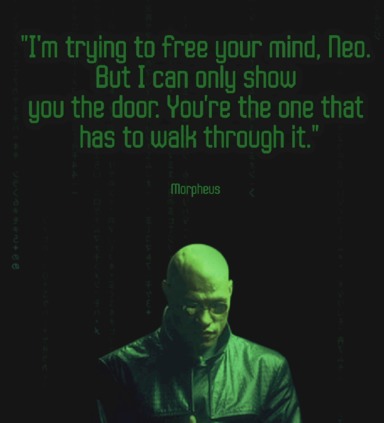 "I'm trying to free your mind, Neo.
But I can only show
you the door. You're the one that
has to walk through it."
Morpheus